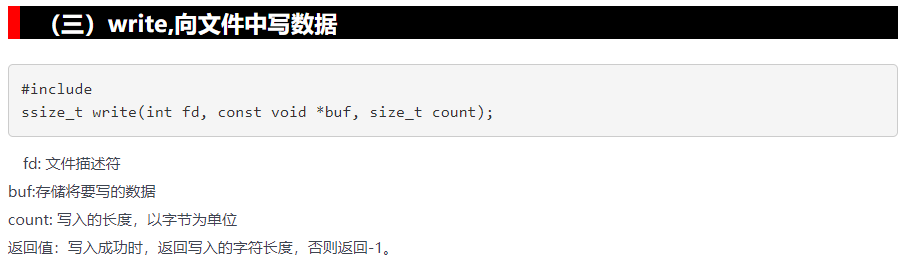 （三）write,向文件中写数据
#include
ssize_t write(int fd, const void *buf, size_t count);
fd: 文件描述符
buf:存储将要写的数据
count: 写入的长度，以字节为单位
返回值：写入成功时，返回写入的字符长度，否则返回-1。